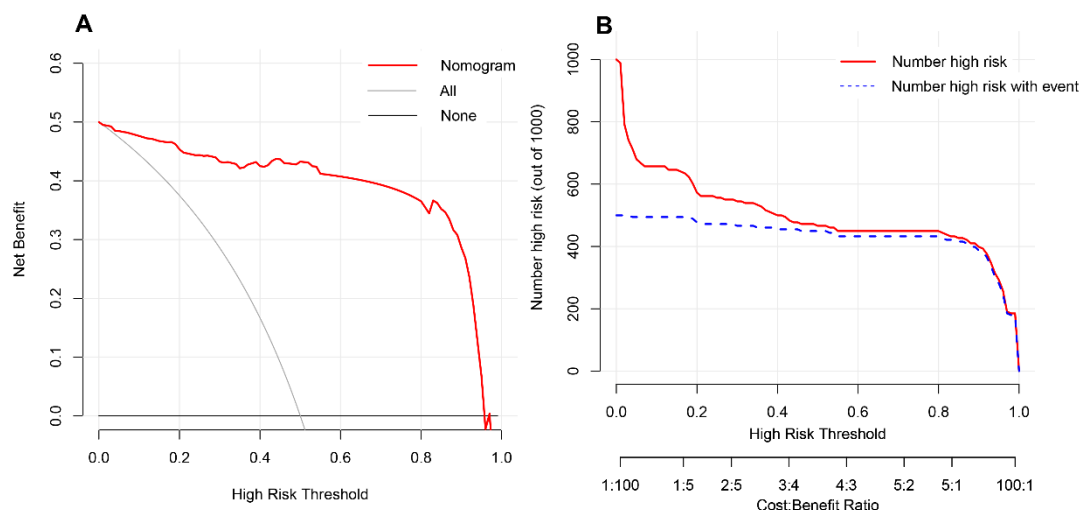 A
0.6
0.5
0.4
0.3
0.2
0.1
0.0
Net Benefit
Nomogram
All
None
0.0 0.2 0.4 0.6 0.8 1.0
High Risk Threshold
B
1000
800
600
400
200
0
Number high risk (out of 1000)
Number high risk
Number high risk with event
0.0 0.2 0.4 0.6 0.8 1.0
High Risk Threshold
1:100 1:5 2:5 3:4 4:3 5:2 5:1 100:1
Cost:Benefit Ratio